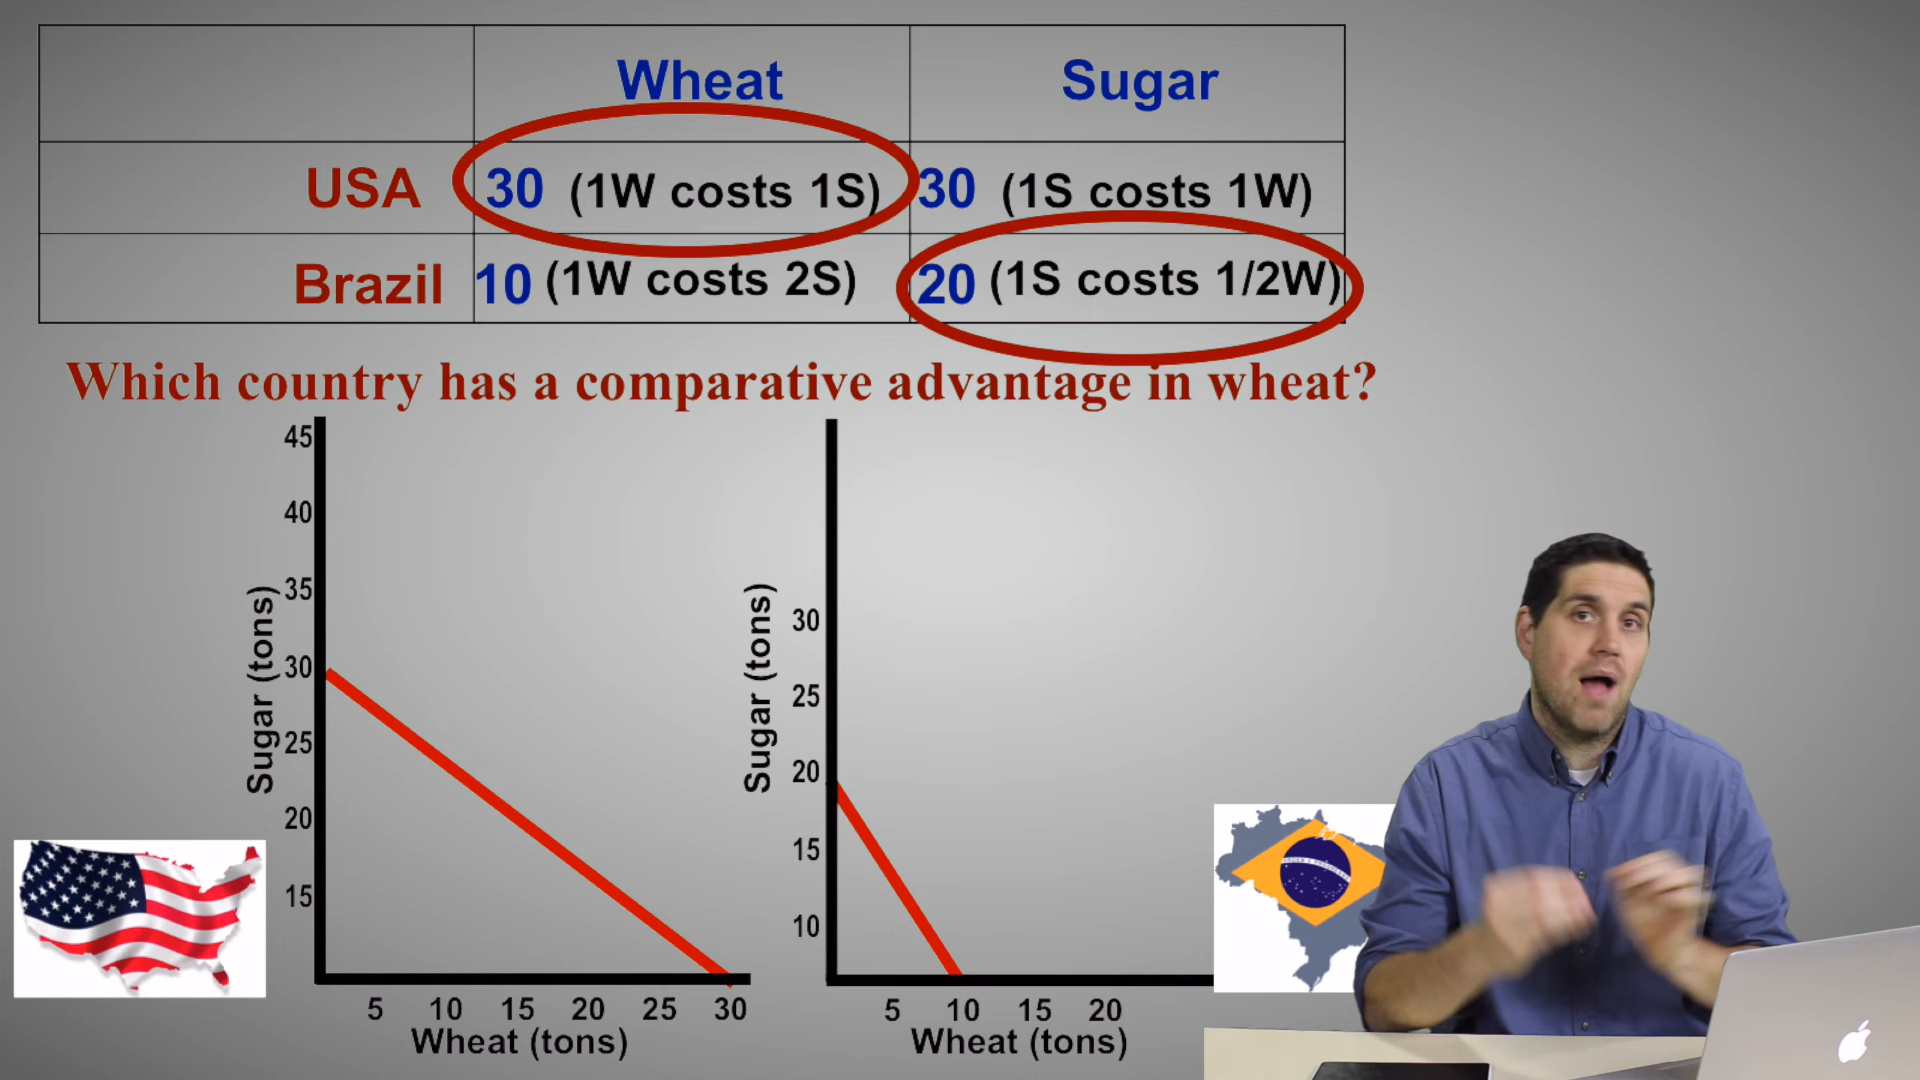 Wheat Sugar
USA 30 (1W costs 1S) 30 (1S costs 1W)
Brazil 10 (1W costs 2S) 20 (1S costs 1/2W)
Which country has a comparative advantage in wheat?
45
40
35
30
25
20
15
Sugar (tons)
5 10 15 20 25 30
Wheat (tons)
30
25
20
15
10
Sugar (tons)
5 10 15 20
Wheat (tons)